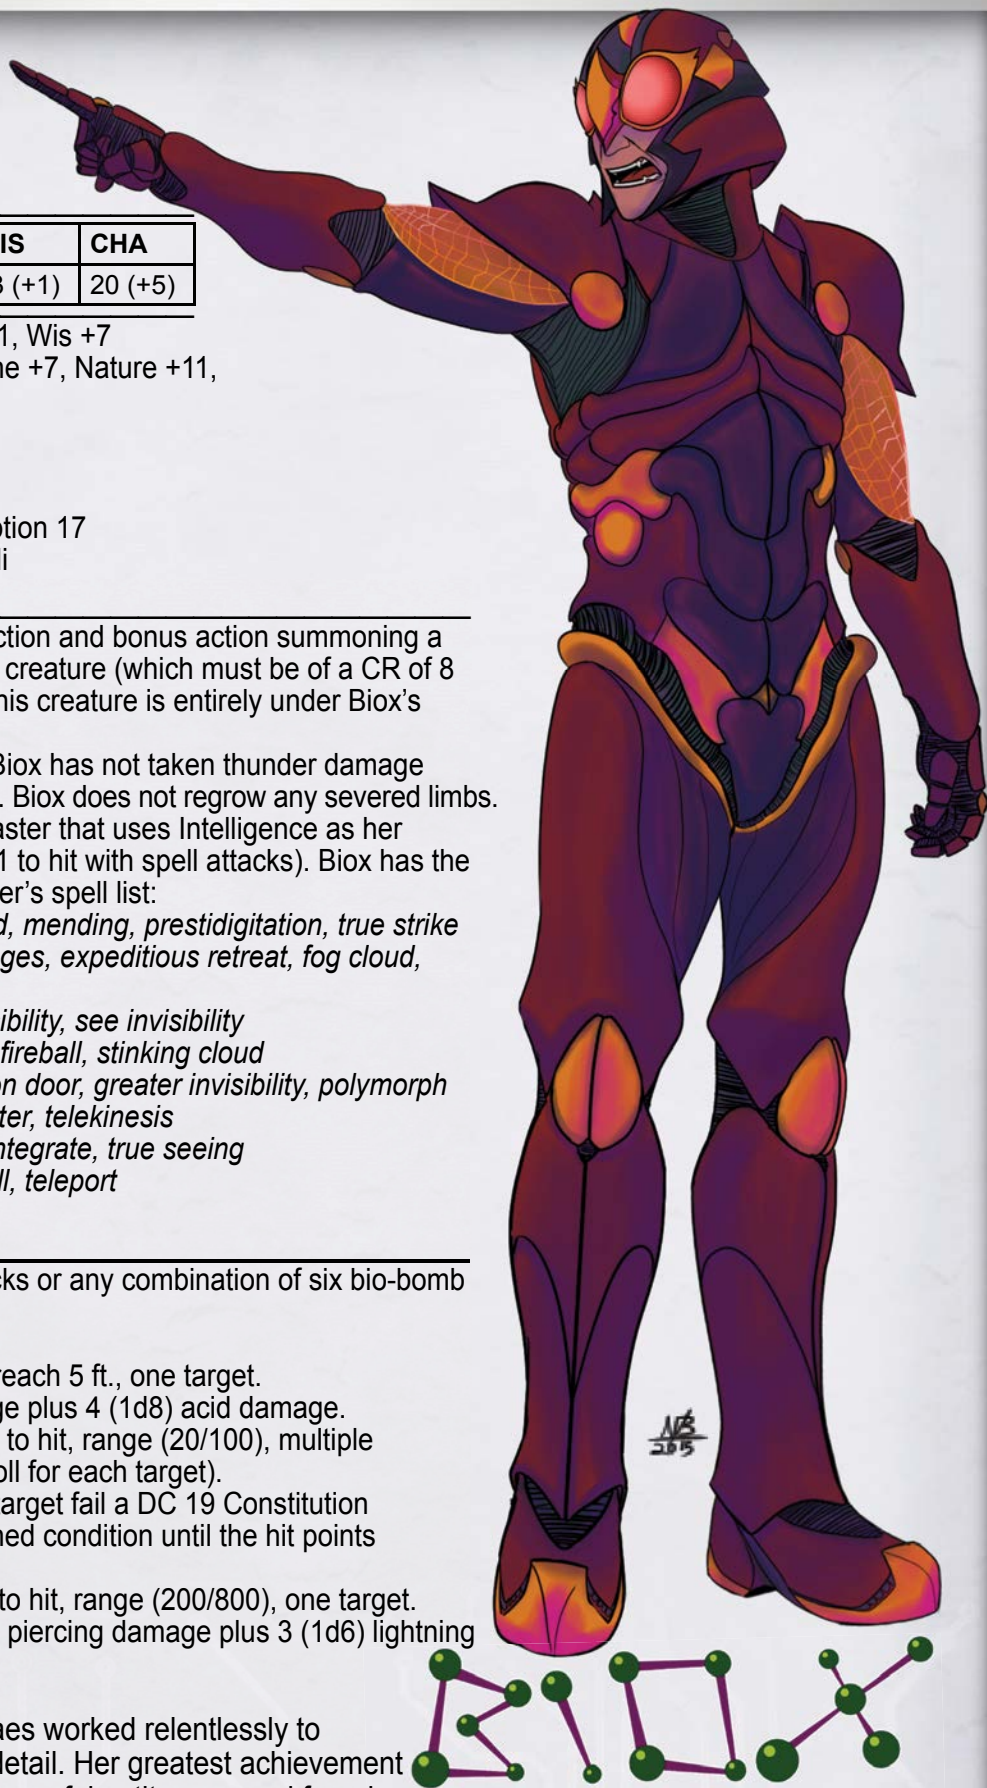 IS CHA
(+1) 20 (+5)
1, Wis +7
+7, Nature +11,
17
ction and bonus action summoning a
creature (which must be of a CR of 8
his creature is entirely under Biox's
Biox has not taken thunder damage
. Biox does not regrow any severed limbs.
aster that uses Intelligence as her
1 to hit with spell attacks). Biox has the
er's spell list:
d, mending, prestidigitation, true strike
ges, expeditious retreat, fog cloud,
ibility, see invisibility
fireball, stinking cloud
on door, greater invisibility, polymorph
ter, telekinesis
ntegrate, true seeing
ll, teleport
cks or any combination of six bio-bomb
reach 5 ft., one target.
ge plus 4 (1d8) acid damage.
to hit, range (20/100), multiple
oll for each target).
target fail a DC 19 Constitution
ned condition until the hit points
to hit, range (200/800), one target.
piercing damage plus 3 (1d6) lightning
aes worked relentlessly to
detail. Her greatest achievement
NB
2015
BIOX